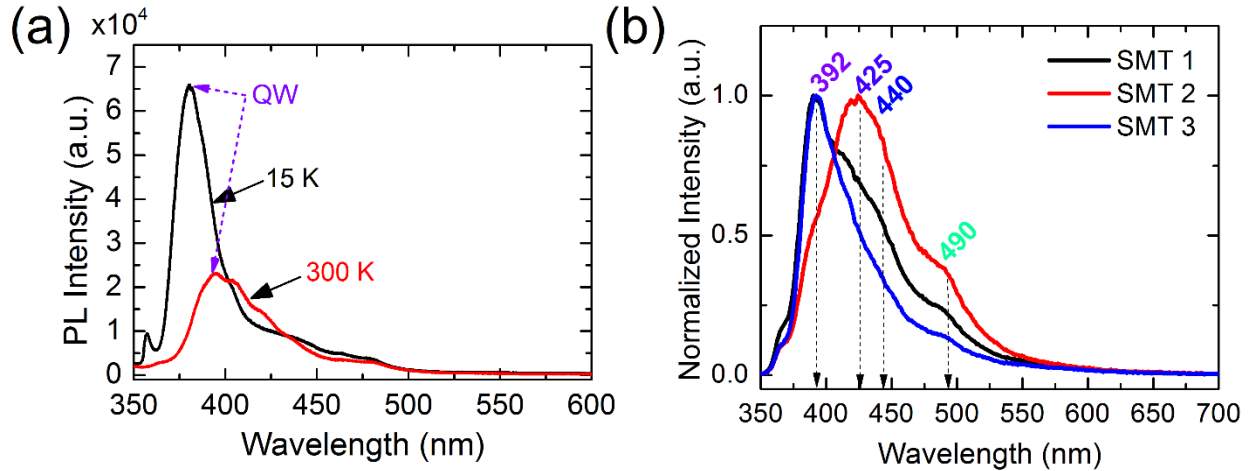 (a)
x10⁴
PL Intensity (a.u.)
7
6
5
4
3
2
1
0
QW
15 K
300 K
350 400 450 500 550 600
Wavelength (nm)
(b)
Normalized Intensity (a.u.)
1.0
0.5
0.0
392
425
440
490
SMT 1
SMT 2
SMT 3
350 400 450 500 550 600 650 700
Wavelength (nm)